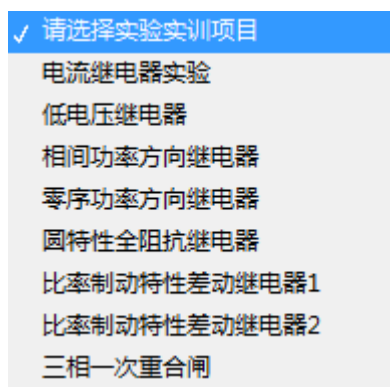 请选择实验实训项目
电流继电器实验
低电压继电器
相间功率方向继电器
零序功率方向继电器
圆特性全阻抗继电器
比率制动特性差动继电器1
比率制动特性差动继电器2
三相一次重合闸